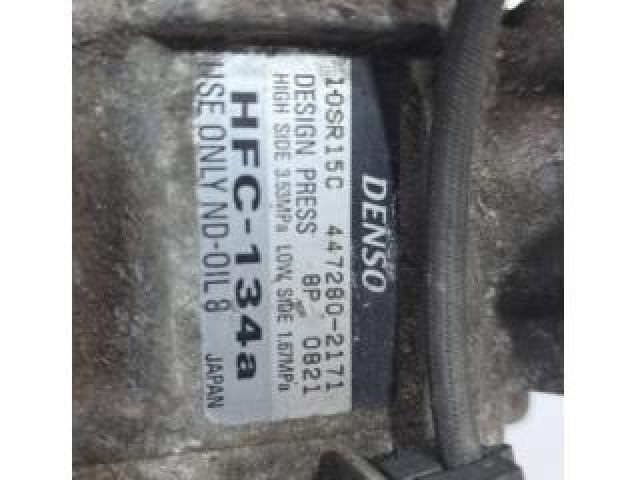 DENSO
10SR15C 447280-2171
DESIGN PRESS 8P 0821
HIGH SIDE 3.53MPa LOW SIDE 1.67MPa
HFC-134a
USE ONLY ND-OIL 8 JAPAN